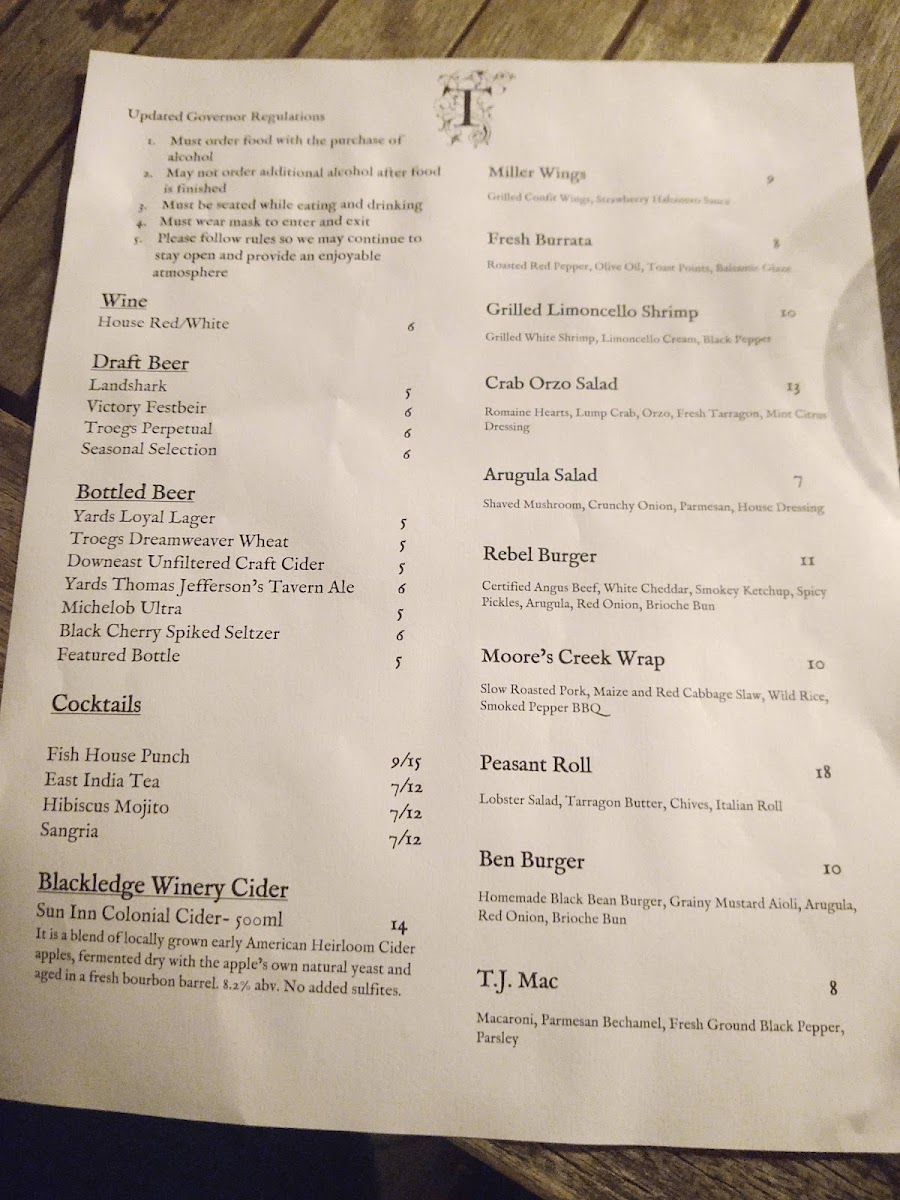 Updated Governor Regulations
1. Must order food with the purchase of
alcohol
2. May not order additional alcohol after food
is finished
3. Must be seated while eating and drinking
4. Must wear mask to enter and exit
5. Please follow rules so we may continue to
stay open and provide an enjoyable
atmosphere
Wine
House Red/White 6
Draft Beer
Landshark 5
Victory Festbeir 6
Troegs Perpetual 6
Seasonal Selection 6
Bottled Beer
Yards Loyal Lager 5
Troegs Dreamweaver Wheat 5
Downeast Unfiltered Craft Cider 5
Yards Thomas Jefferson's Tavern Ale 6
Michelob Ultra 5
Black Cherry Spiked Seltzer 6
Featured Bottle 5
Cocktails
Fish House Punch 9/15
East India Tea 7/12
Hibiscus Mojito 7/12
Sangria 7/12
Blackledge Winery Cider
Sun Inn Colonial Cider- 500ml 14
It is a blend of locally grown early American Heirloom Cider
apples, fermented dry with the apple's own natural yeast and
aged in a fresh bourbon barrel. 8.2% abv. No added sulfites.
T
Miller Wings 9
Grilled Confit Wings, Strawberry Habanero Sauce
Fresh Burrata 8
Roasted Red Pepper, Olive Oil, Toast Points, Balsamic Glaze
Grilled Limoncello Shrimp 10
Grilled White Shrimp, Limoncello Cream, Black Pepper
Crab Orzo Salad 13
Romaine Hearts, Lump Crab, Orzo, Fresh Tarragon, Mint Citrus
Dressing
Arugula Salad 7
Shaved Mushroom, Crunchy Onion, Parmesan, House Dressing
Rebel Burger 11
Certified Angus Beef, White Cheddar, Smokey Ketchup, Spicy
Pickles, Arugula, Red Onion, Brioche Bun
Moore's Creek Wrap 10
Slow Roasted Pork, Maize and Red Cabbage Slaw, Wild Rice,
Smoked Pepper BBQ
Peasant Roll 18
Lobster Salad, Tarragon Butter, Chives, Italian Roll
Ben Burger 10
Homemade Black Bean Burger, Grainy Mustard Aioli, Arugula,
Red Onion, Brioche Bun
T.J. Mac 8
Macaroni, Parmesan Bechamel, Fresh Ground Black Pepper,
Parsley